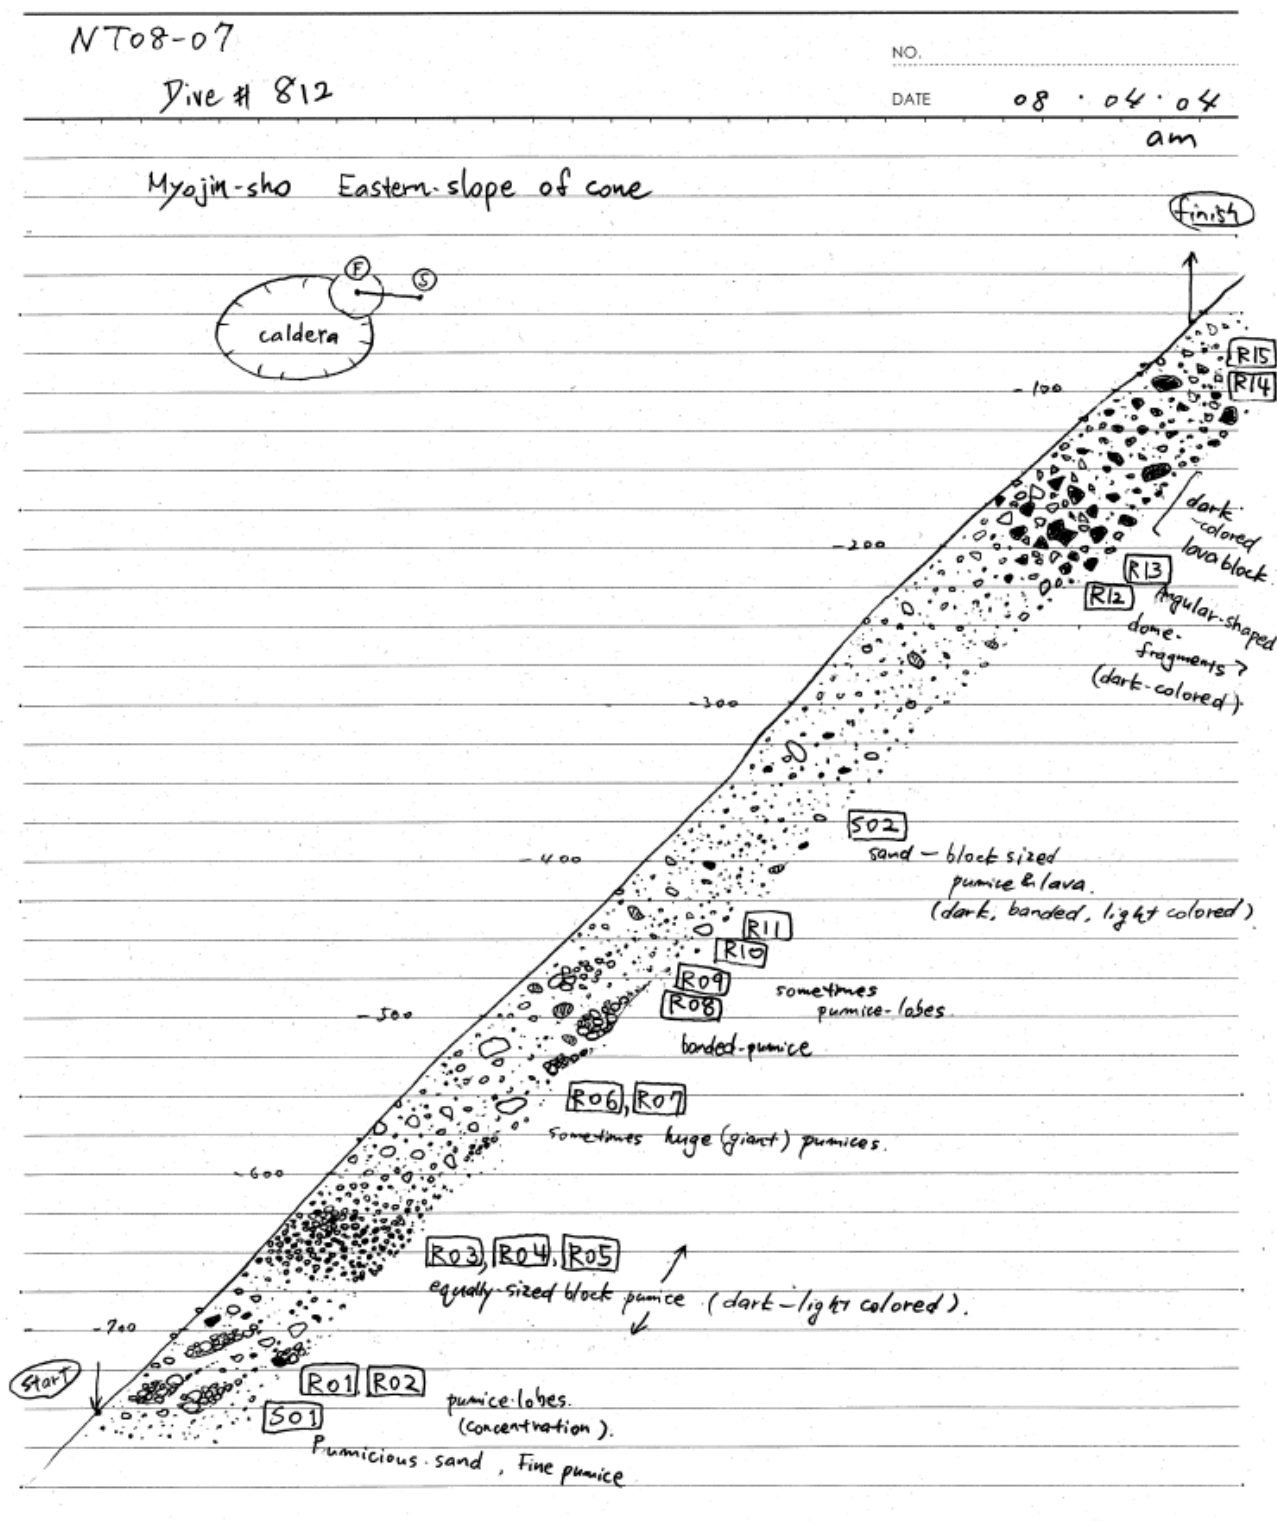 NT08-07
NO.
Dive # 812
DATE 08 · 04 · 04
am
Myojin-sho Eastern-slope of cone
finish
F
S
caldera
R15
R14
-100
dark
-colored
lava block.
-200
R13
R12
Angular-shaped
dome-
fragments
(dark-colored).
-300
S02
sand - block sized
pumice & lava.
(dark, banded, light colored)
-400
R11
R10
R09
R08
sometimes
pumice-lobes.
-500
banded-pumice
R06, R07
sometimes huge (giant) pumices.
-600
R03, R04, R05
equally-sized block pumice (dark-light colored).
-700
start
R01 R02
pumice-lobes.
(concentration).
S01
Pumicious-sand, Fine pumice